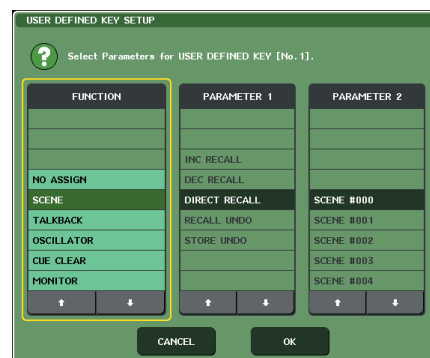 USER DEFINED KEY SETUP
?
Select Parameters for USER DEFINED KEY [No.1].
FUNCTION
NO ASSIGN
SCENE
TALKBACK
OSCILLATOR
CUE CLEAR
MONITOR
PARAMETER 1
INC RECALL
DEC RECALL
DIRECT RECALL
RECALL UNDO
STORE UNDO
PARAMETER 2
SCENE #000
SCENE #001
SCENE #002
SCENE #003
SCENE #004
CANCEL
OK